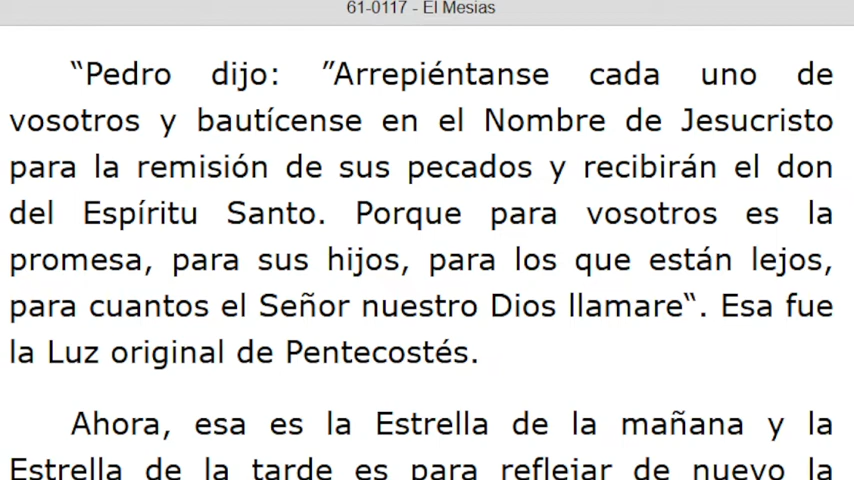 61-0117 - El Mesias
“Pedro dijo: ”Arrepiéntanse cada uno de
vosotros y bautícense en el Nombre de Jesucristo
para la remisión de sus pecados y recibirán el don
del Espíritu Santo. Porque para vosotros es la
promesa, para sus hijos, para los que están lejos,
para cuantos el Señor nuestro Dios llamare“. Esa fue
la Luz original de Pentecostés.
Ahora, esa es la Estrella de la mañana y la
Estrella de la tarde es para reflejar de nuevo la